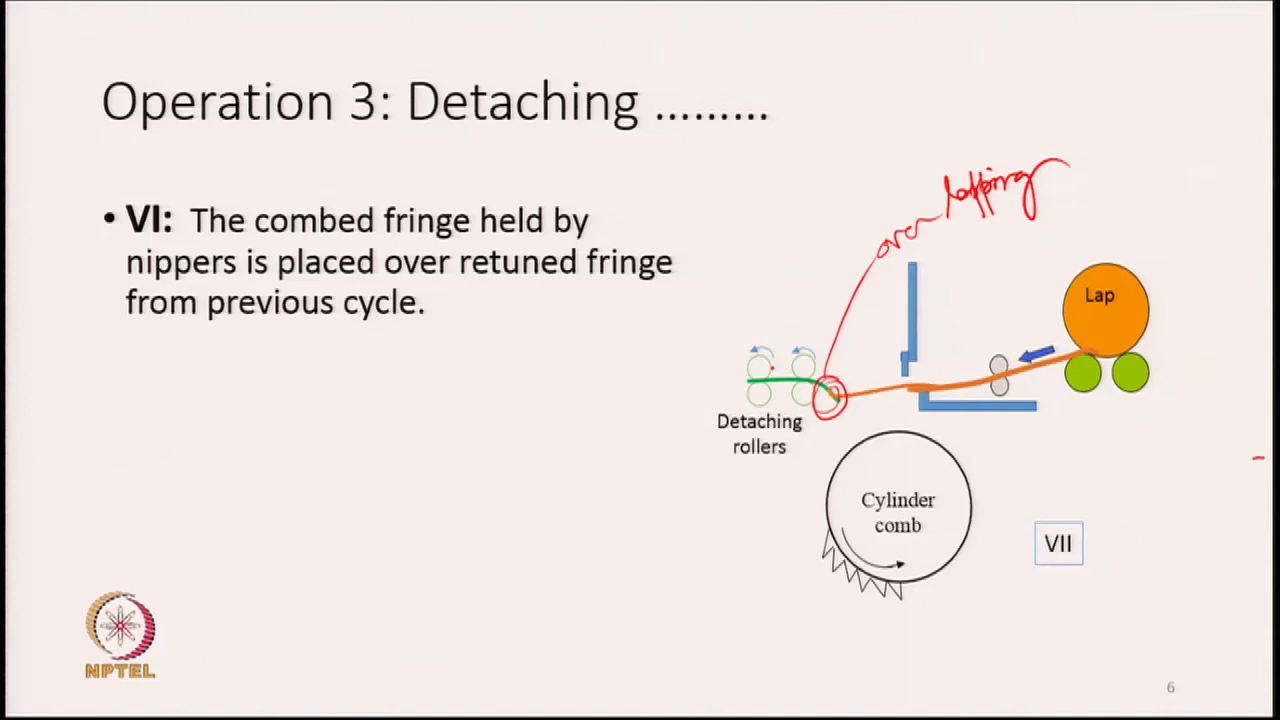 Operation 3: Detaching .........
• VI: The combed fringe held by
nippers is placed over retuned fringe
from previous cycle.
over lapping
Lap
Detaching
rollers
Cylinder
comb
VII
NPTEL
6